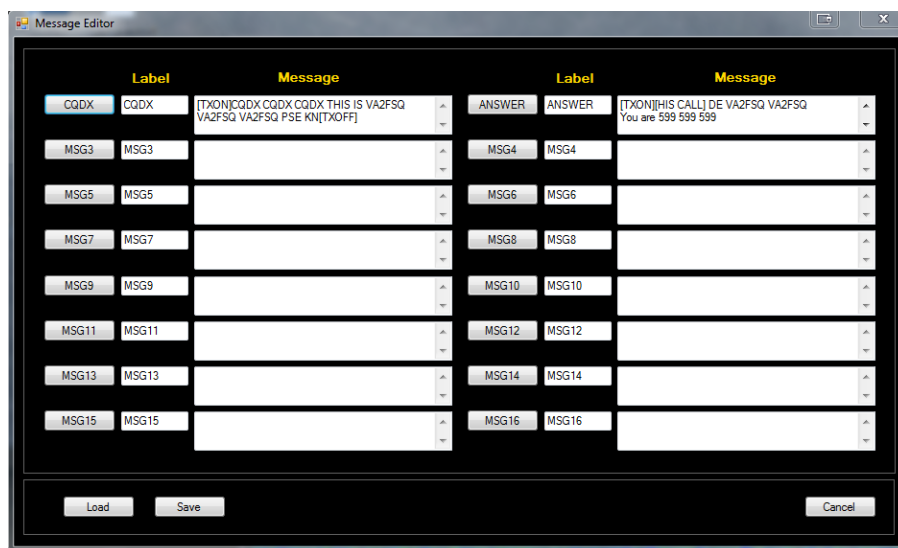 Message Editor
Label Message Label Message
CQDX CQDX [TXON]CQDX CQDX CQDX THIS IS VA2FSQ
VA2FSQ VA2FSQ PSE KN[TXOFF]
ANSWER ANSWER [TXON][HIS CALL] DE VA2FSQ VA2FSQ
You are 599 599 599
MSG3 MSG3 MSG4 MSG4
MSG5 MSG5 MSG6 MSG6
MSG7 MSG7 MSG8 MSG8
MSG9 MSG9 MSG10 MSG10
MSG11 MSG11 MSG12 MSG12
MSG13 MSG13 MSG14 MSG14
MSG15 MSG15 MSG16 MSG16
Load Save Cancel